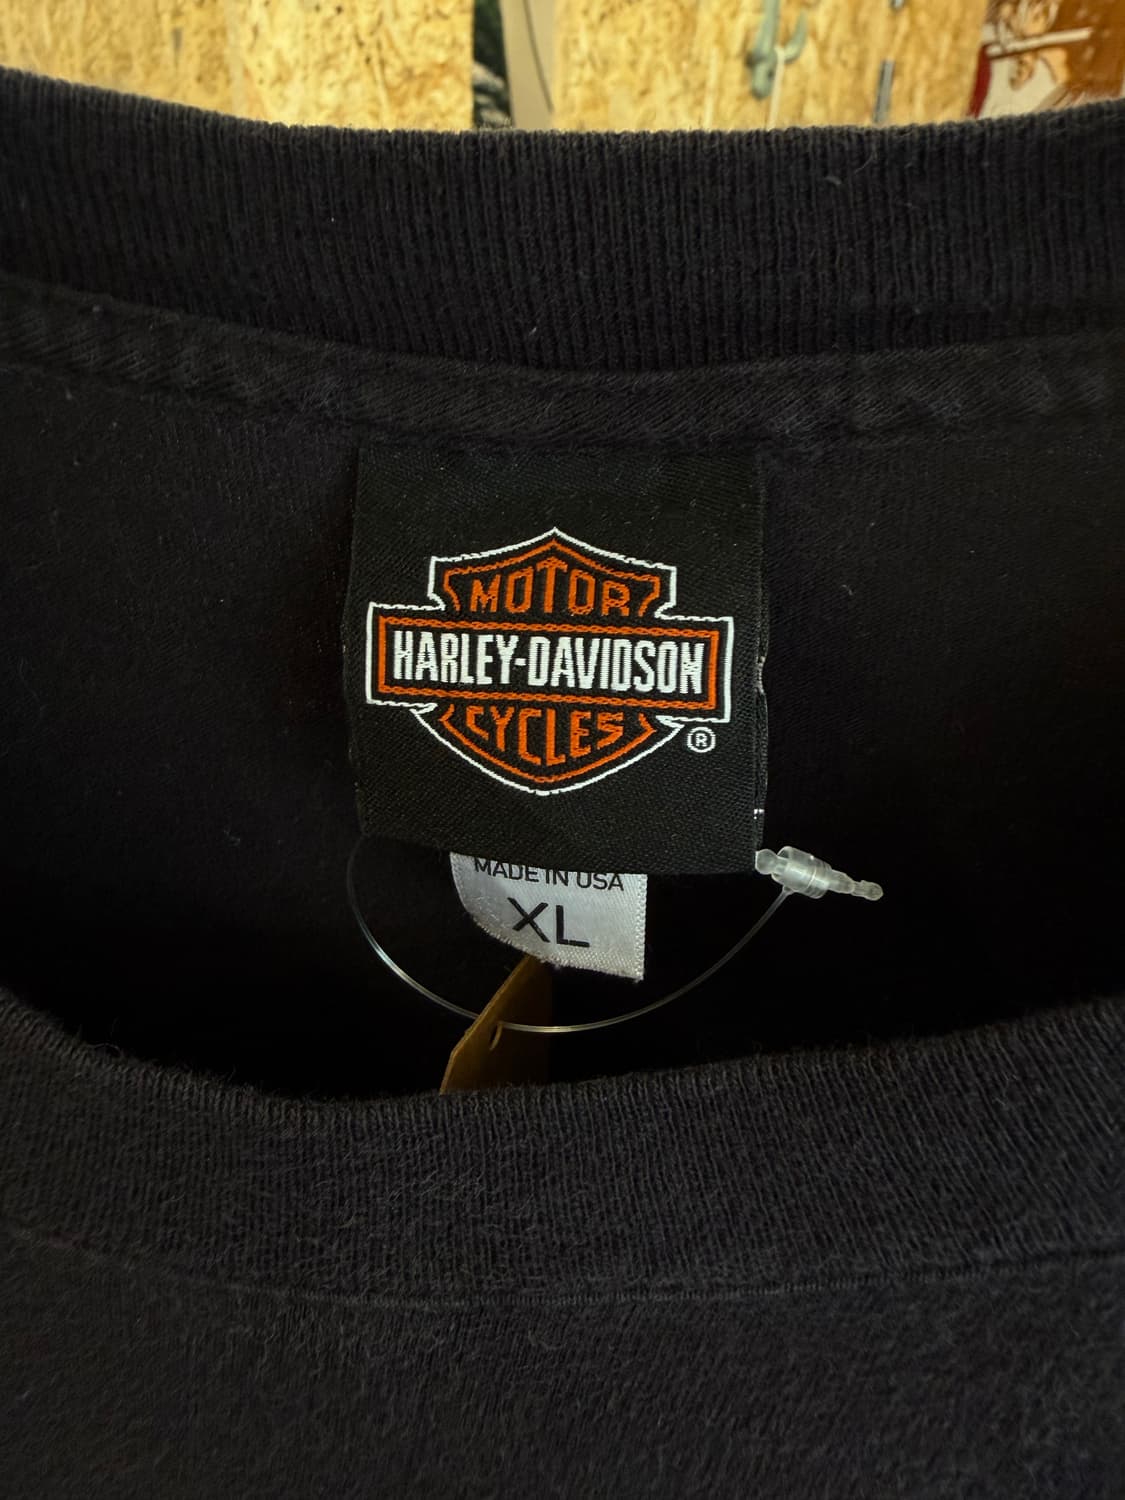 MOTOR
HARLEY-DAVIDSON
CYCLES
®
MADE IN USA
XL